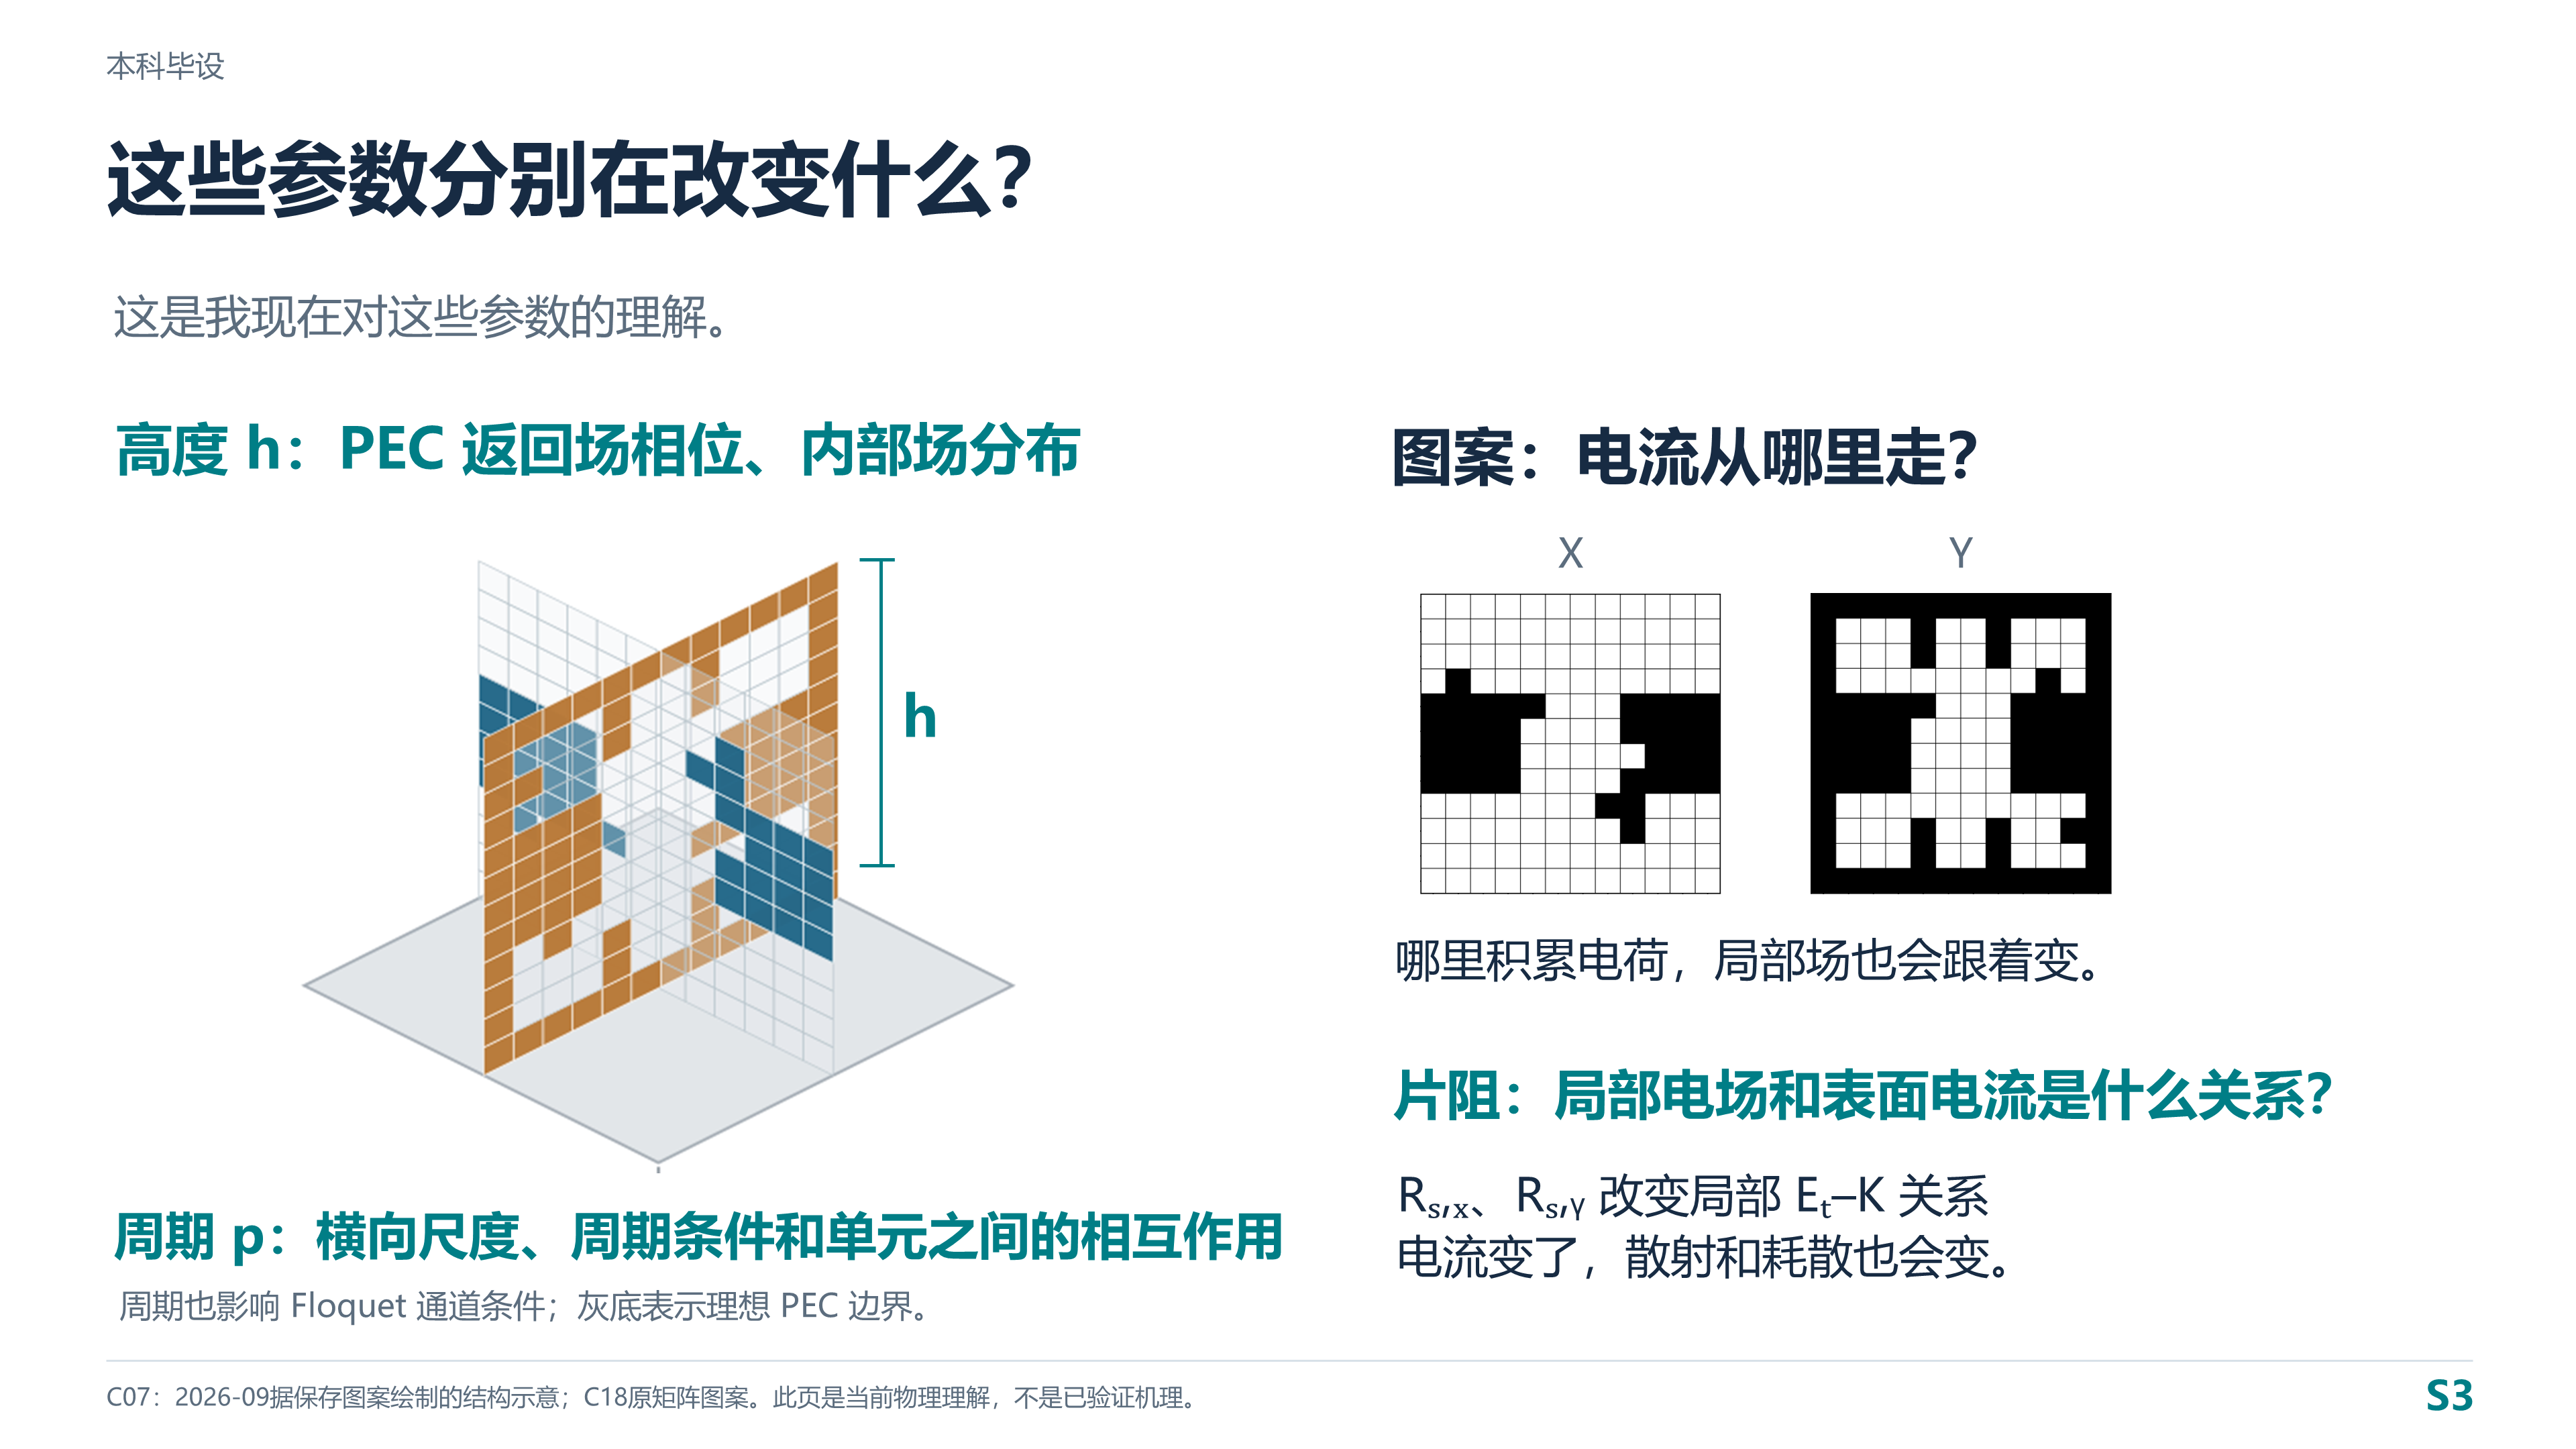 本科毕设
这些参数分别在改变什么？
这是我现在对这些参数的理解。
高度 h：PEC 返回场相位、内部场分布
h
周期 p：横向尺度、周期条件和单元之间的相互作用
周期也影响 Floquet 通道条件；灰底表示理想 PEC 边界。
图案：电流从哪里走？
X Y
哪里积累电荷，局部场也会跟着变。
片阻：局部电场和表面电流是什么关系？
Rₛ,ₓ、Rₛ,ᵧ 改变局部 Eₜ–K 关系
电流变了，散射和耗散也会变。
C07：2026-09据保存图案绘制的结构示意；C18原矩阵图案。此页是当前物理理解，不是已验证机理。
S3